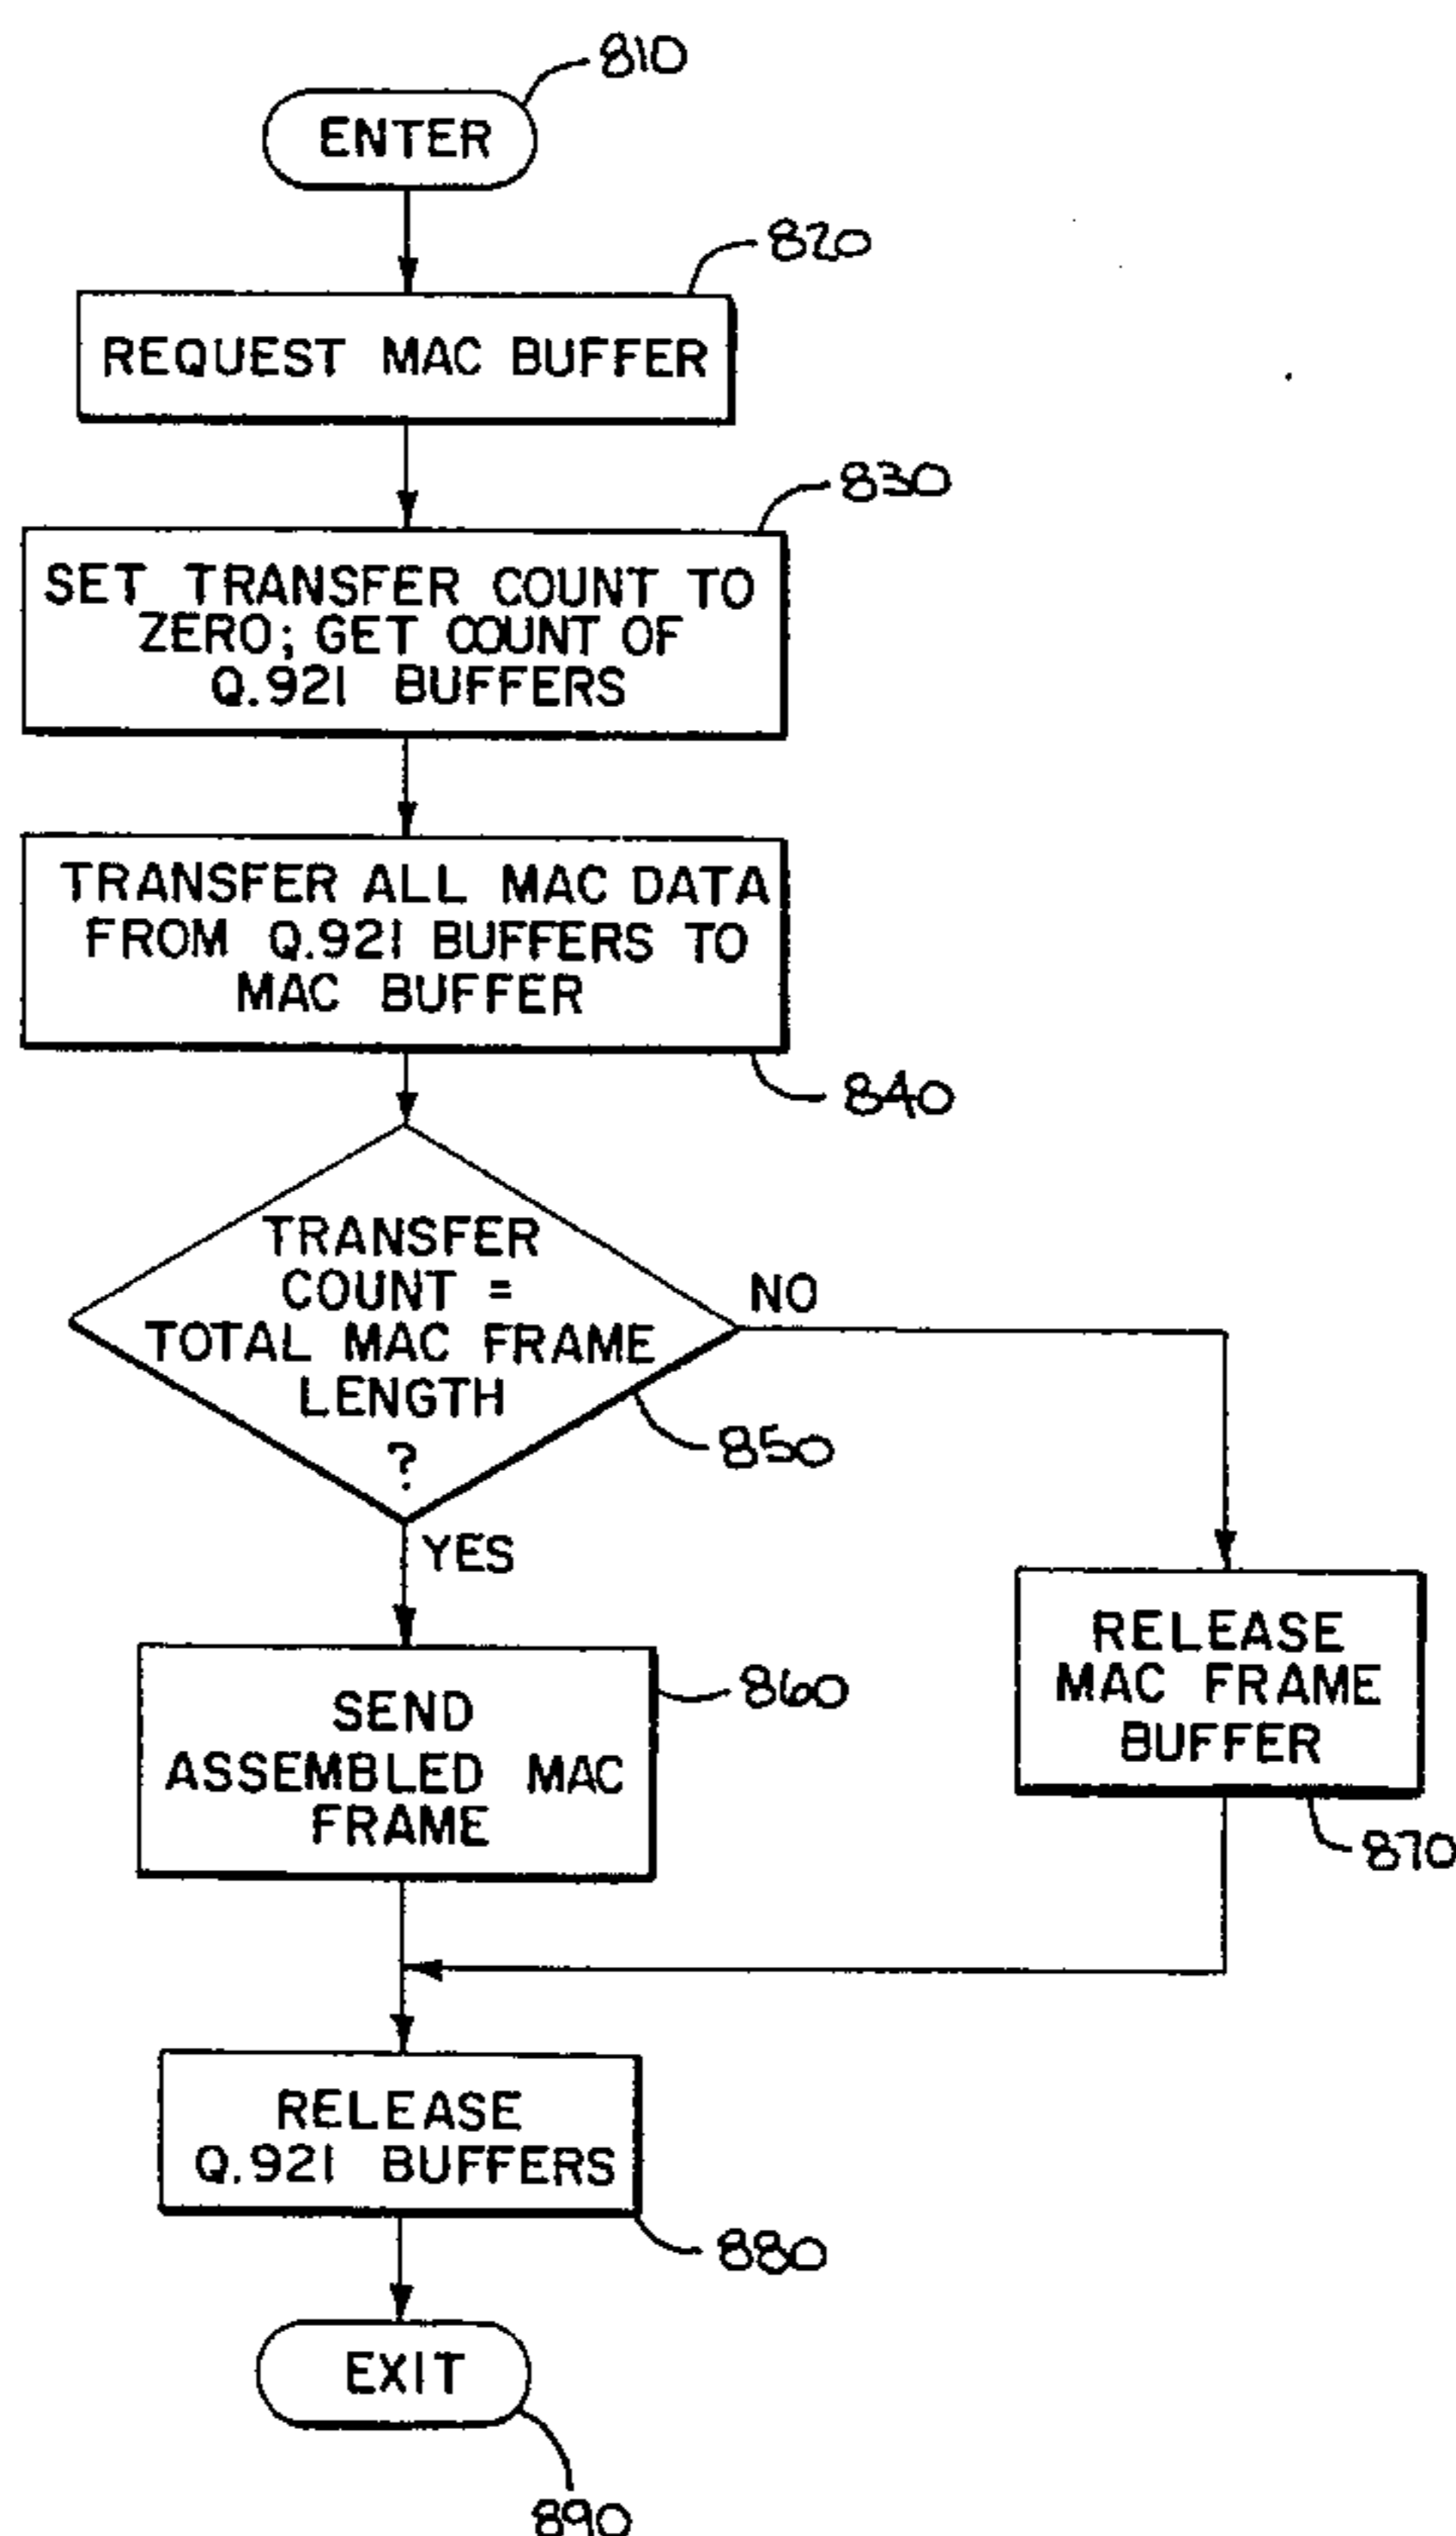 810
ENTER
820
REQUEST MAC BUFFER
830
SET TRANSFER COUNT TO
ZERO; GET COUNT OF
Q.921 BUFFERS
TRANSFER ALL MAC DATA
FROM Q.921 BUFFERS TO
MAC BUFFER
840
TRANSFER
COUNT =
TOTAL MAC FRAME
LENGTH
?
NO
850
YES
SEND
ASSEMBLED MAC
FRAME
860
RELEASE
MAC FRAME
BUFFER
870
RELEASE
Q.921 BUFFERS
880
EXIT
890